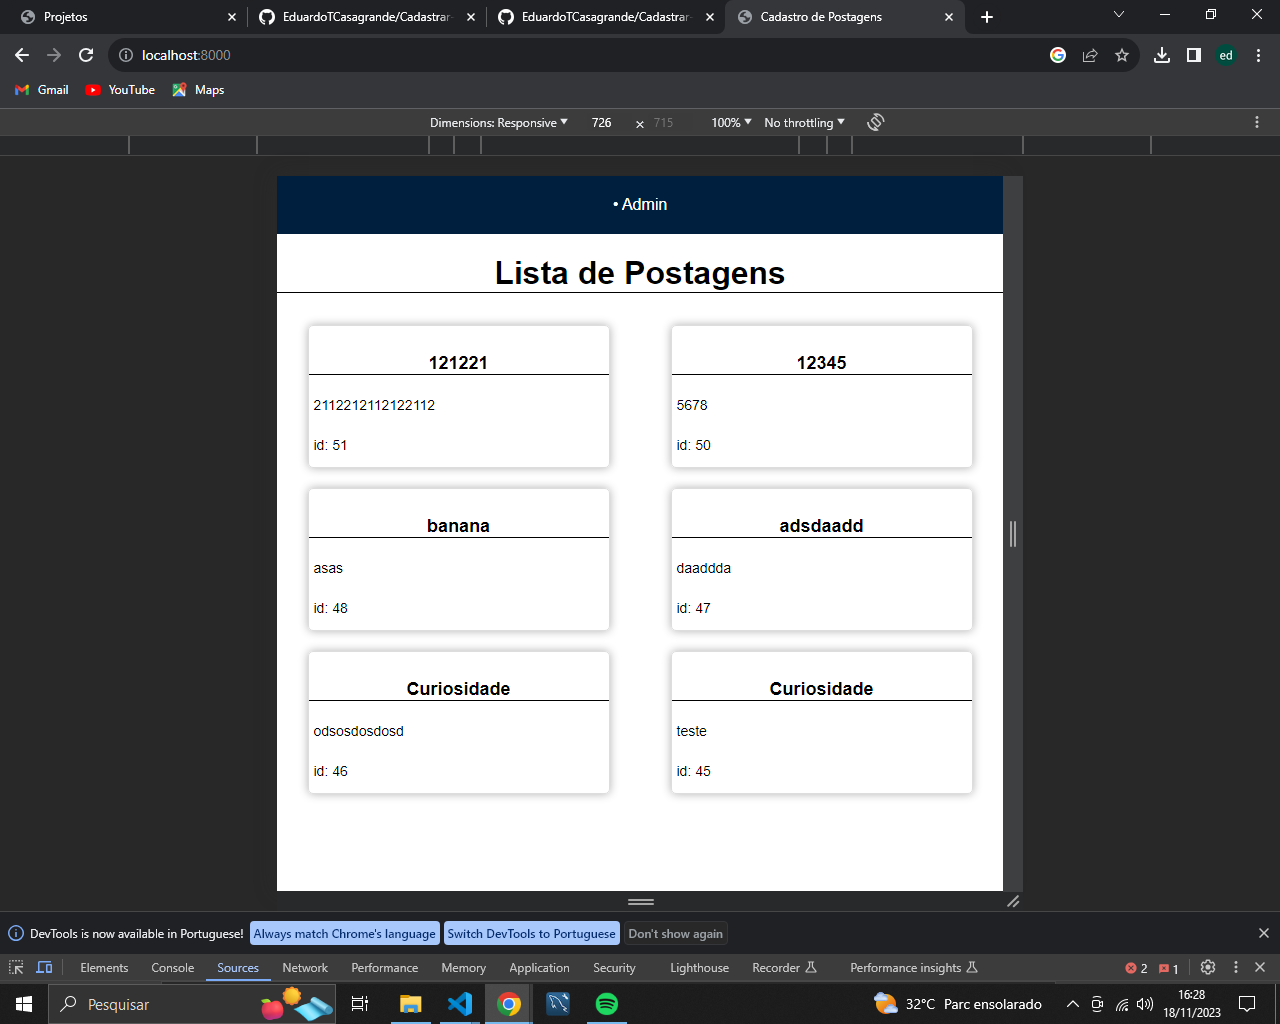 Projetos
EduardoTCasagrande/Cadastrar-
EduardoTCasagrande/Cadastrar-
Cadastro de Postagens
localhost:8000
ed
Gmail
YouTube
Maps
Dimensions: Responsive
726
x
715
100%
No throttling
• Admin
Lista de Postagens
121221
2112212112122112
id: 51
12345
5678
id: 50
banana
asas
id: 48
adsdaadd
daaddda
id: 47
Curiosidade
odsosdosdosd
id: 46
Curiosidade
teste
id: 45
DevTools is now available in Portuguese!
Always match Chrome's language
Switch DevTools to Portuguese
Don't show again
Elements
Console
Sources
Network
Performance
Memory
Application
Security
Lighthouse
Recorder
Performance insights
2
1
Pesquisar
32°C Parc ensolarado
16:28
18/11/2023